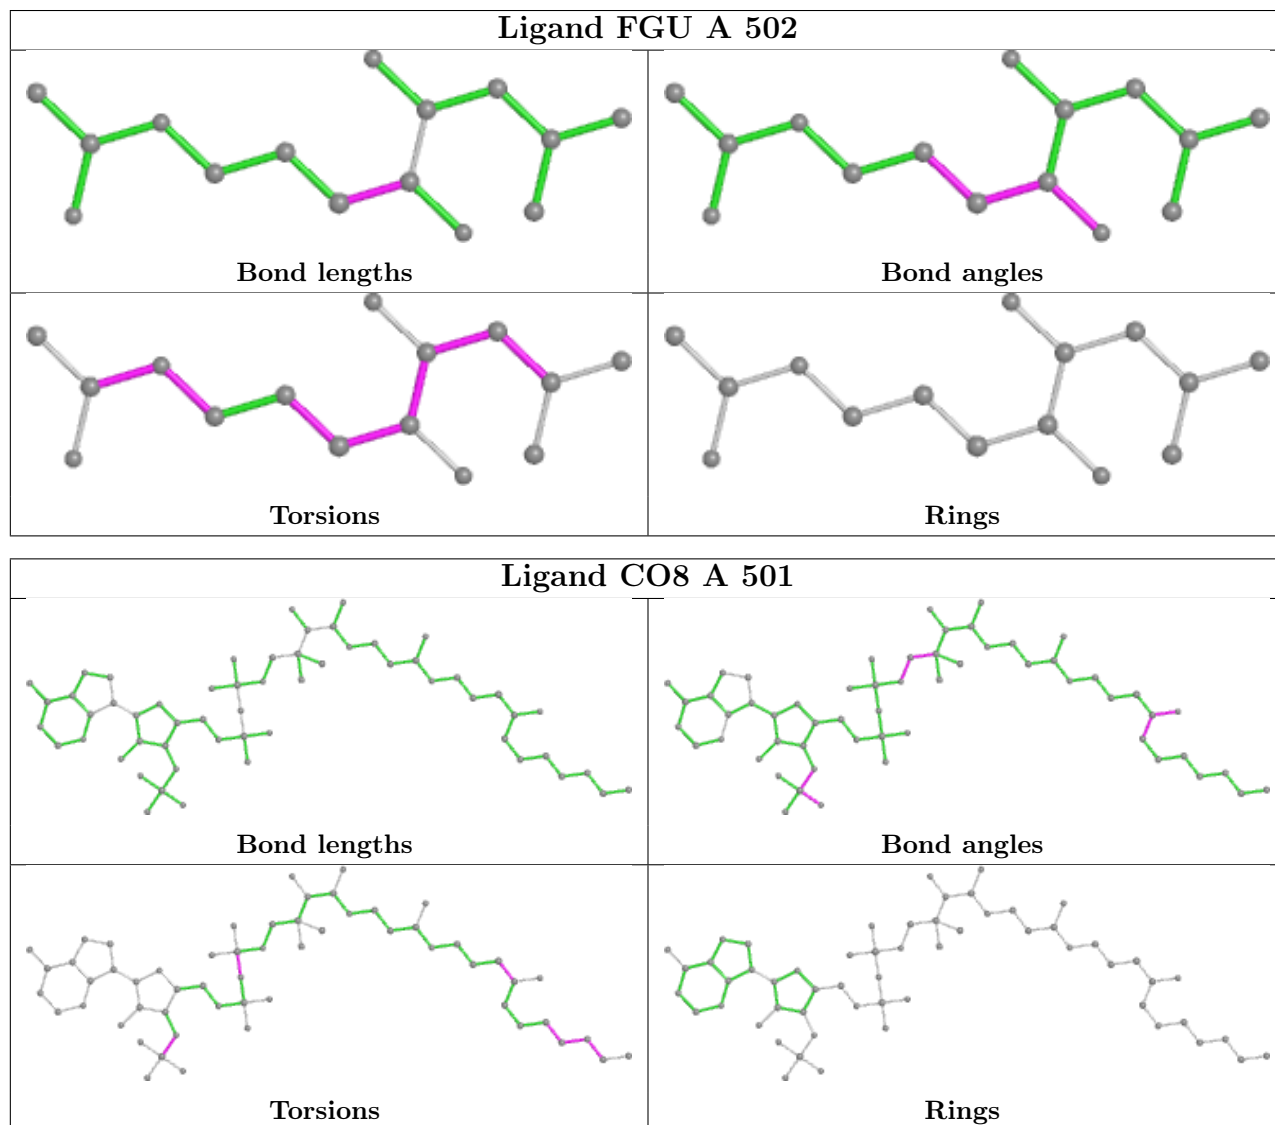 Ligand FGU A 502
Bond lengths
Bond angles
Torsions
Rings
Ligand CO8 A 501
Bond lengths
Bond angles
Torsions
Rings